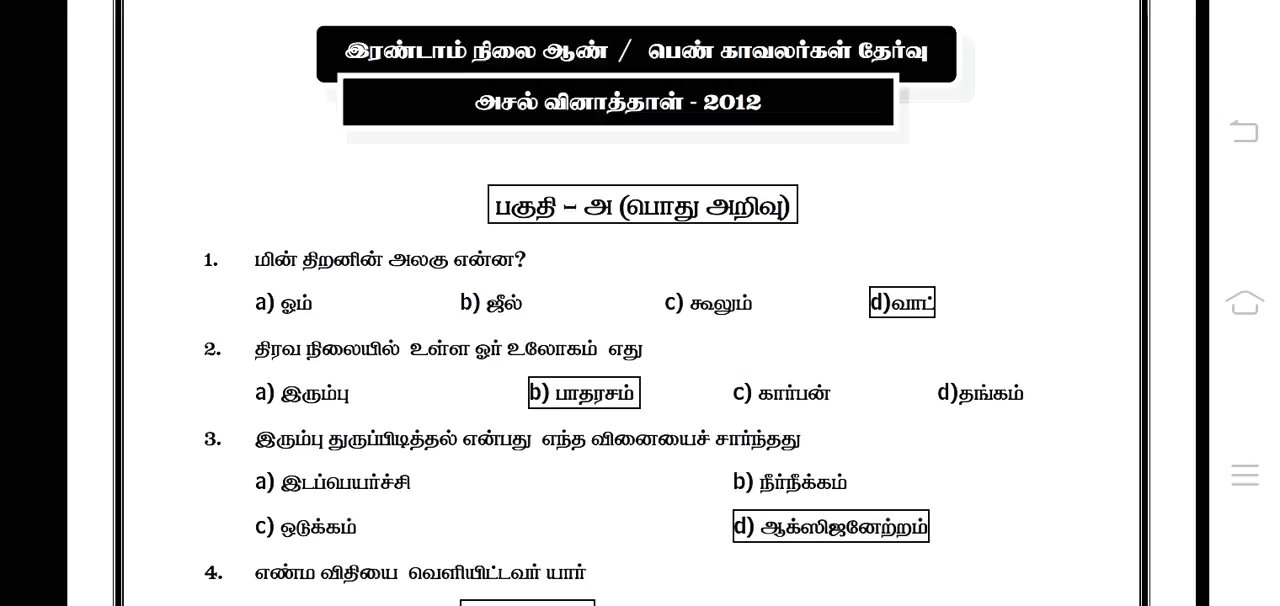 இரண்டாம் நிலை ஆண் / பெண் காவலர்கள் தேர்வு
அசல் வினாத்தாள் - 2012
பகுதி – அ (பொது அறிவு)
1. மின் திறனின் அலகு என்ன?
a) ஓம் b) ஜீல் c) கூலும் d)வாட்
2. திரவ நிலையில் உள்ள ஓர் உலோகம் எது
a) இரும்பு b) பாதரசம் c) கார்பன் d)தங்கம்
3. இரும்பு துருப்பிடித்தல் என்பது எந்த வினையைச் சார்ந்தது
a) இடப்பெயர்ச்சி b) நீர்நீக்கம்
c) ஒடுக்கம் d) ஆக்ஸிஜனேற்றம்
4. எண்ம விதியை வெளியிட்டவர் யார்